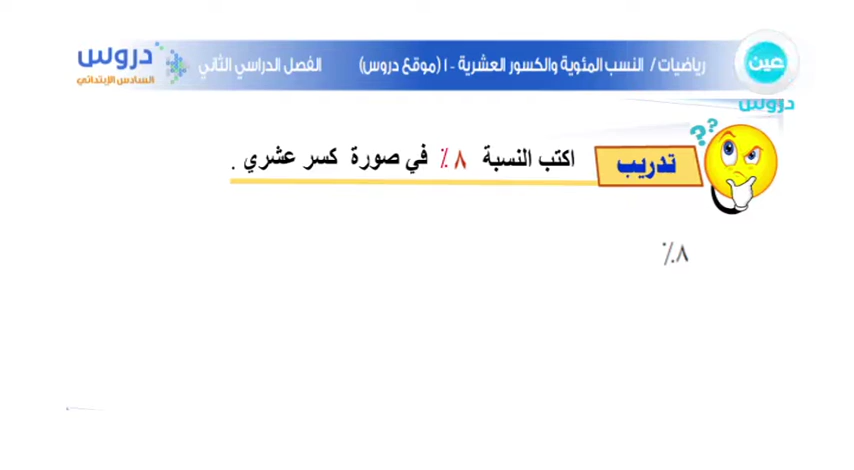 رياضيات / النسب المئوية والكسور العشرية - ١ (موقع دروس) الفصل الدراسي الثاني
عين
دروس
دروس
السادس الإبتدائي
؟؟
تدريب
اكتب النسبة ٨٪ في صورة كسر عشري .
٨٪